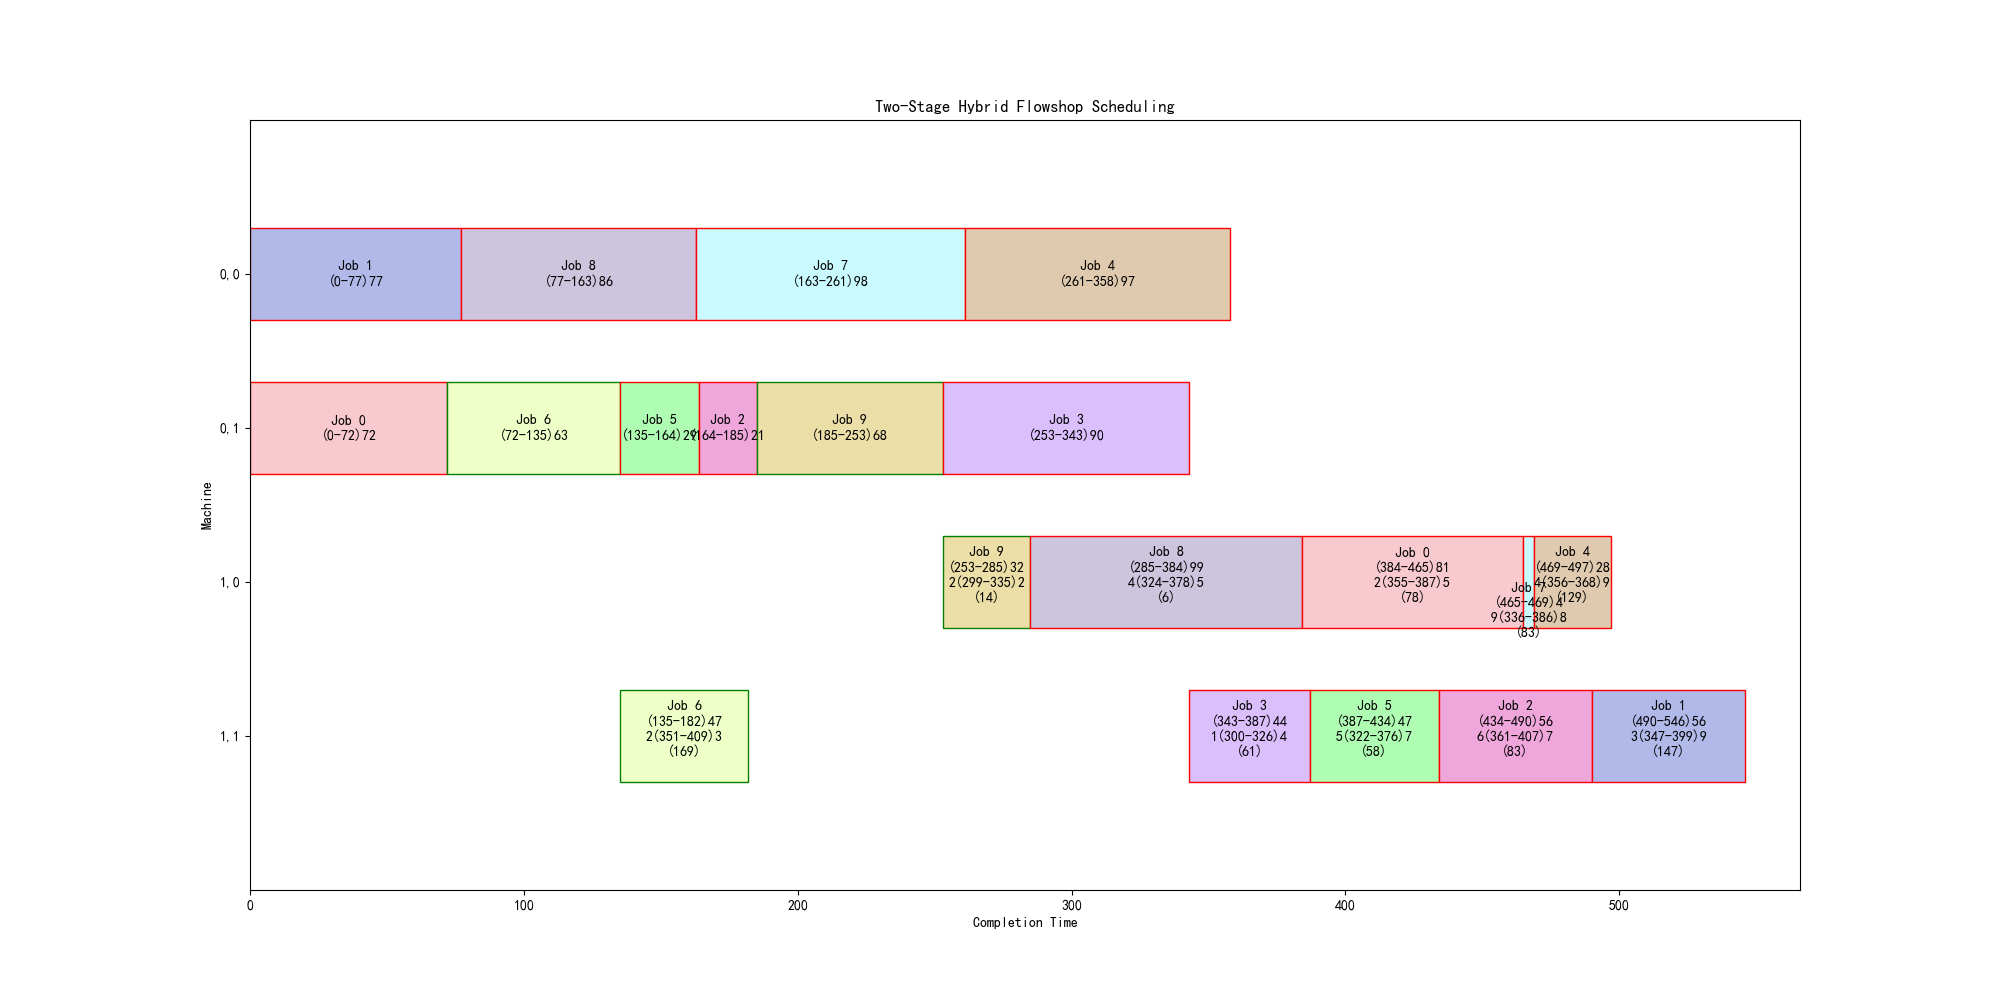 Two-Stage Hybrid Flowshop Scheduling
Machine
0,0
Job 1
(0-77)77
Job 8
(77-163)86
Job 7
(163-261)98
Job 4
(261-358)97
0,1
Job 0
(0-72)72
Job 6
(72-135)63
Job 5
(135-164)29
Job 2
(164-185)21
Job 9
(185-253)68
Job 3
(253-343)90
1,0
Job 9
(253-285)32
2(299-335)2
(14)
Job 8
(285-384)99
4(324-378)5
(6)
Job 0
(384-465)81
2(355-387)5
(78)
Job 7
(465-469)4
9(336-386)8
(83)
Job 4
(469-497)28
4(356-368)9
(129)
1,1
Job 6
(135-182)47
2(351-409)3
(169)
Job 3
(343-387)44
1(300-326)4
(61)
Job 5
(387-434)47
5(322-376)7
(58)
Job 2
(434-490)56
6(361-407)7
(83)
Job 1
(490-546)56
3(347-399)9
(147)
0
100
200
300
400
500
Completion Time